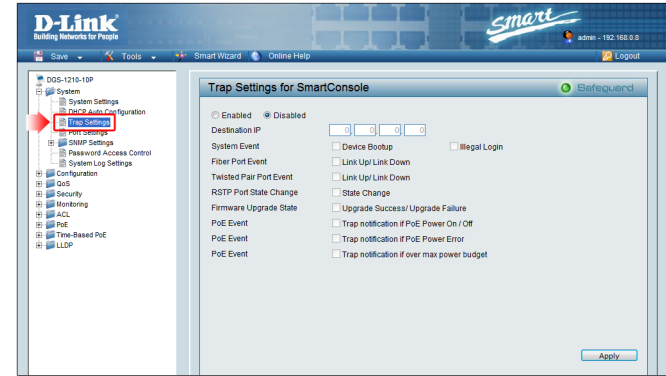 D-Link
Building Networks for People
Smart
admin - 192.168.0.8
Save Tools Smart Wizard Online Help Logout
DGS-1210-10P
System
System Settings
DHCP Auto Configuration
Trap Settings
Port Settings
SNMP Settings
Password Access Control
System Log Settings
Configuration
QoS
Security
Monitoring
ACL
PoE
Time-Based PoE
LLDP
Trap Settings for SmartConsole Safeguard
Enabled Disabled
Destination IP 0. 0. 0. 0
System Event Device Bootup Illegal Login
Fiber Port Event Link Up/ Link Down
Twisted Pair Port Event Link Up/ Link Down
RSTP Port State Change State Change
Firmware Upgrade State Upgrade Success/ Upgrade Failure
PoE Event Trap notification if PoE Power On / Off
PoE Event Trap notification if PoE Power Error
PoE Event Trap notification if over max power budget
Apply